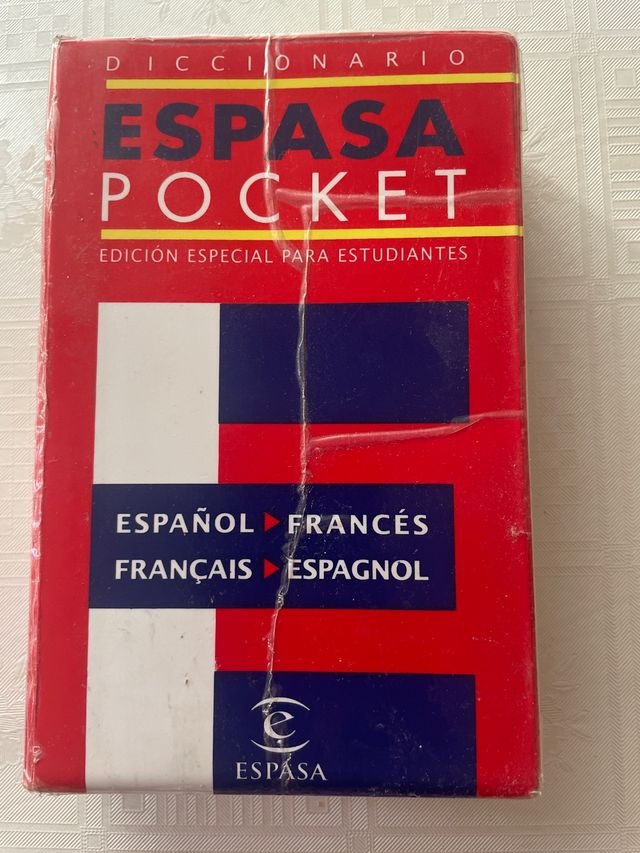 DICCIONARIO
ESPASA
POCKET
EDICIÓN ESPECIAL PARA ESTUDIANTES
ESPAÑOL ▶ FRANCÉS
FRANÇAIS ▶ ESPAGNOL
e
ESPASA